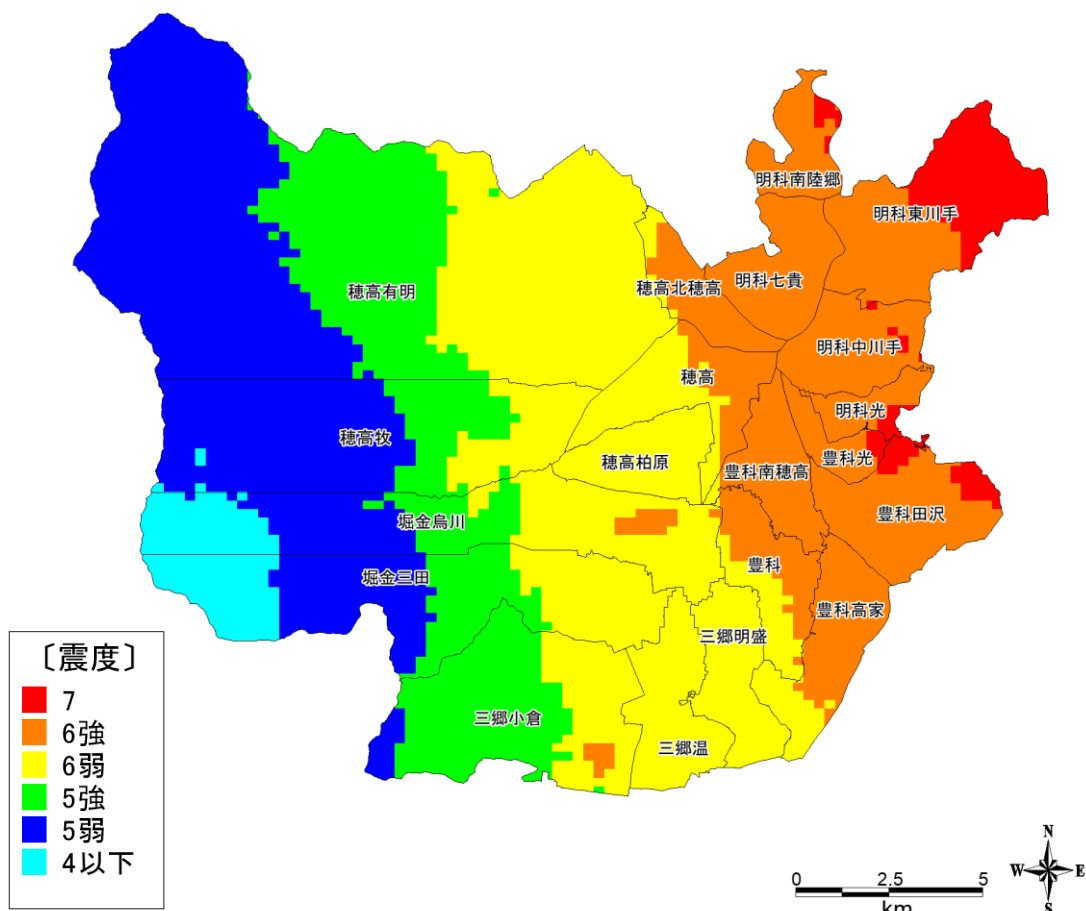 明科南陸郷
明科東川手
穂高有明
穂高北穂高
明科七貴
明科中川手
穂高
明科光
穂高牧
穂高柏原
豊科南穂高
豊科光
堀金烏川
豊科田沢
堀金三田
豊科
豊科高家
三郷明盛
三郷小倉
三郷温
〔震度〕
7
6強
6弱
5強
5弱
4以下
N
W E
S
0 2.5 5
km